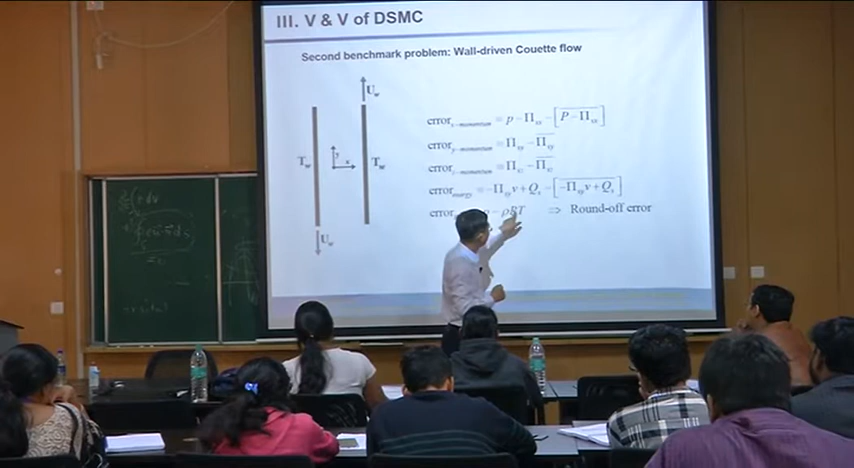 III. V & V of DSMC
Second benchmark problem: Wall-driven Couette flow
U_w
T_w
y
x
T_w
U_w
error_x-momentum = p − Π_xx − [P − Π_xx]
error_y-momentum = Π_xy − Π_xy
error_z-momentum = Π_xz − Π_xz
error_energy = −Π_xy v + Q_x − [−Π_xy v + Q_x]
error − ρRT ⇒ Round-off error